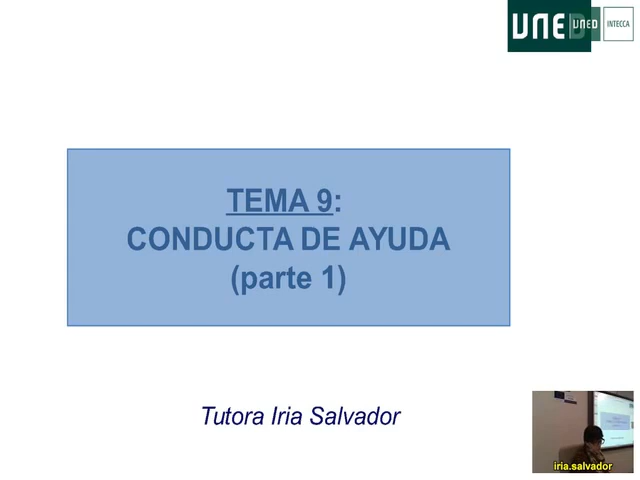 UNED
UNED
INTECCA
TEMA 9:
CONDUCTA DE AYUDA
(parte 1)
Tutora Iria Salvador
iria.salvador